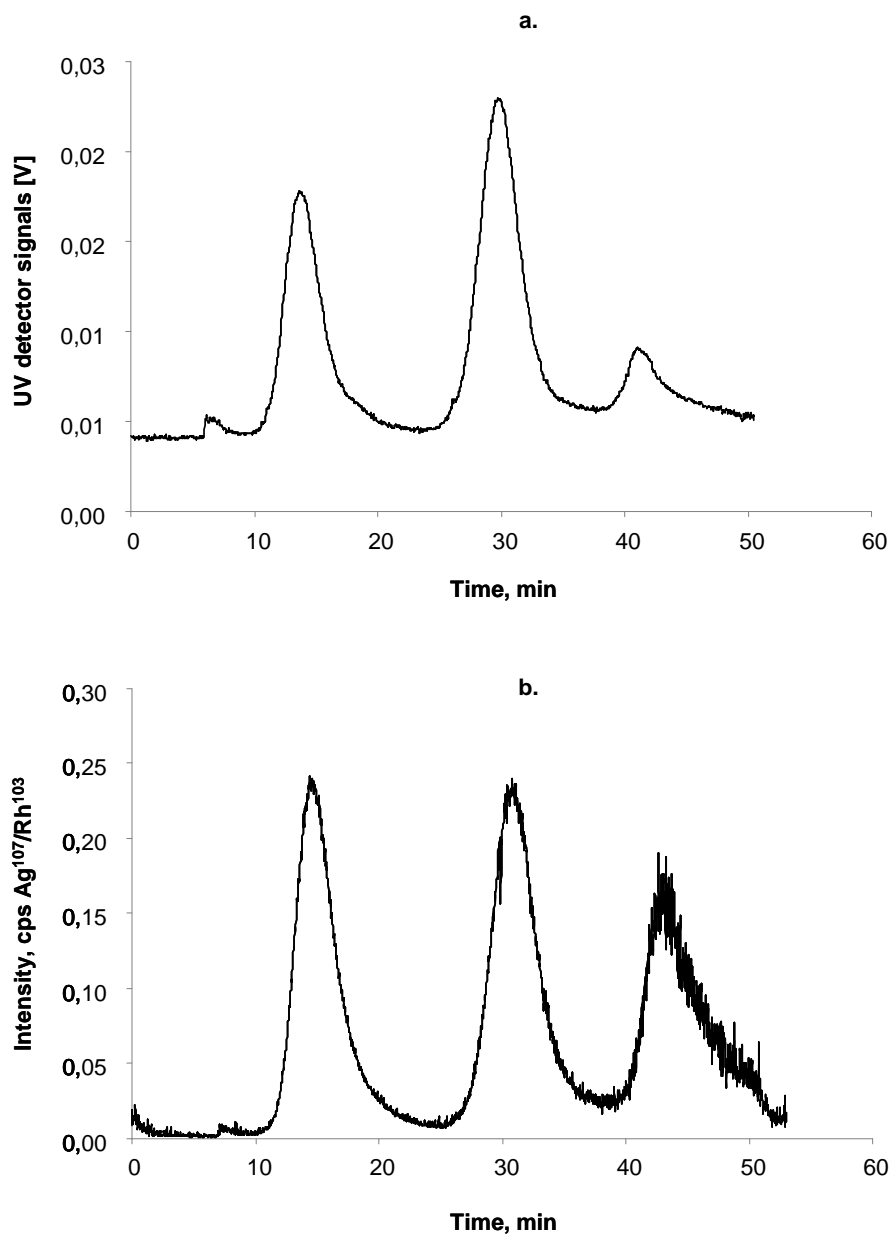 a.
0,03
0,02
0,02
0,01
0,01
0,00
UV detector signals [V]
0 10 20 30 40 50 60
Time, min
b.
0,30
0,25
0,20
0,15
0,10
0,05
0,00
Intensity, cps Ag¹⁰⁷/Rh¹⁰³
0 10 20 30 40 50 60
Time, min